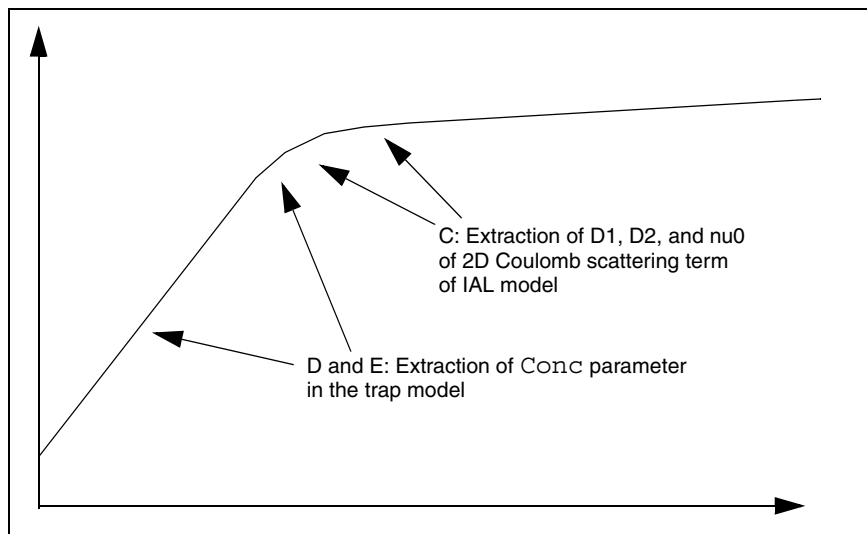 C: Extraction of D1, D2, and nu0
of 2D Coulomb scattering term
of IAL model
D and E: Extraction of Conc parameter
in the trap model